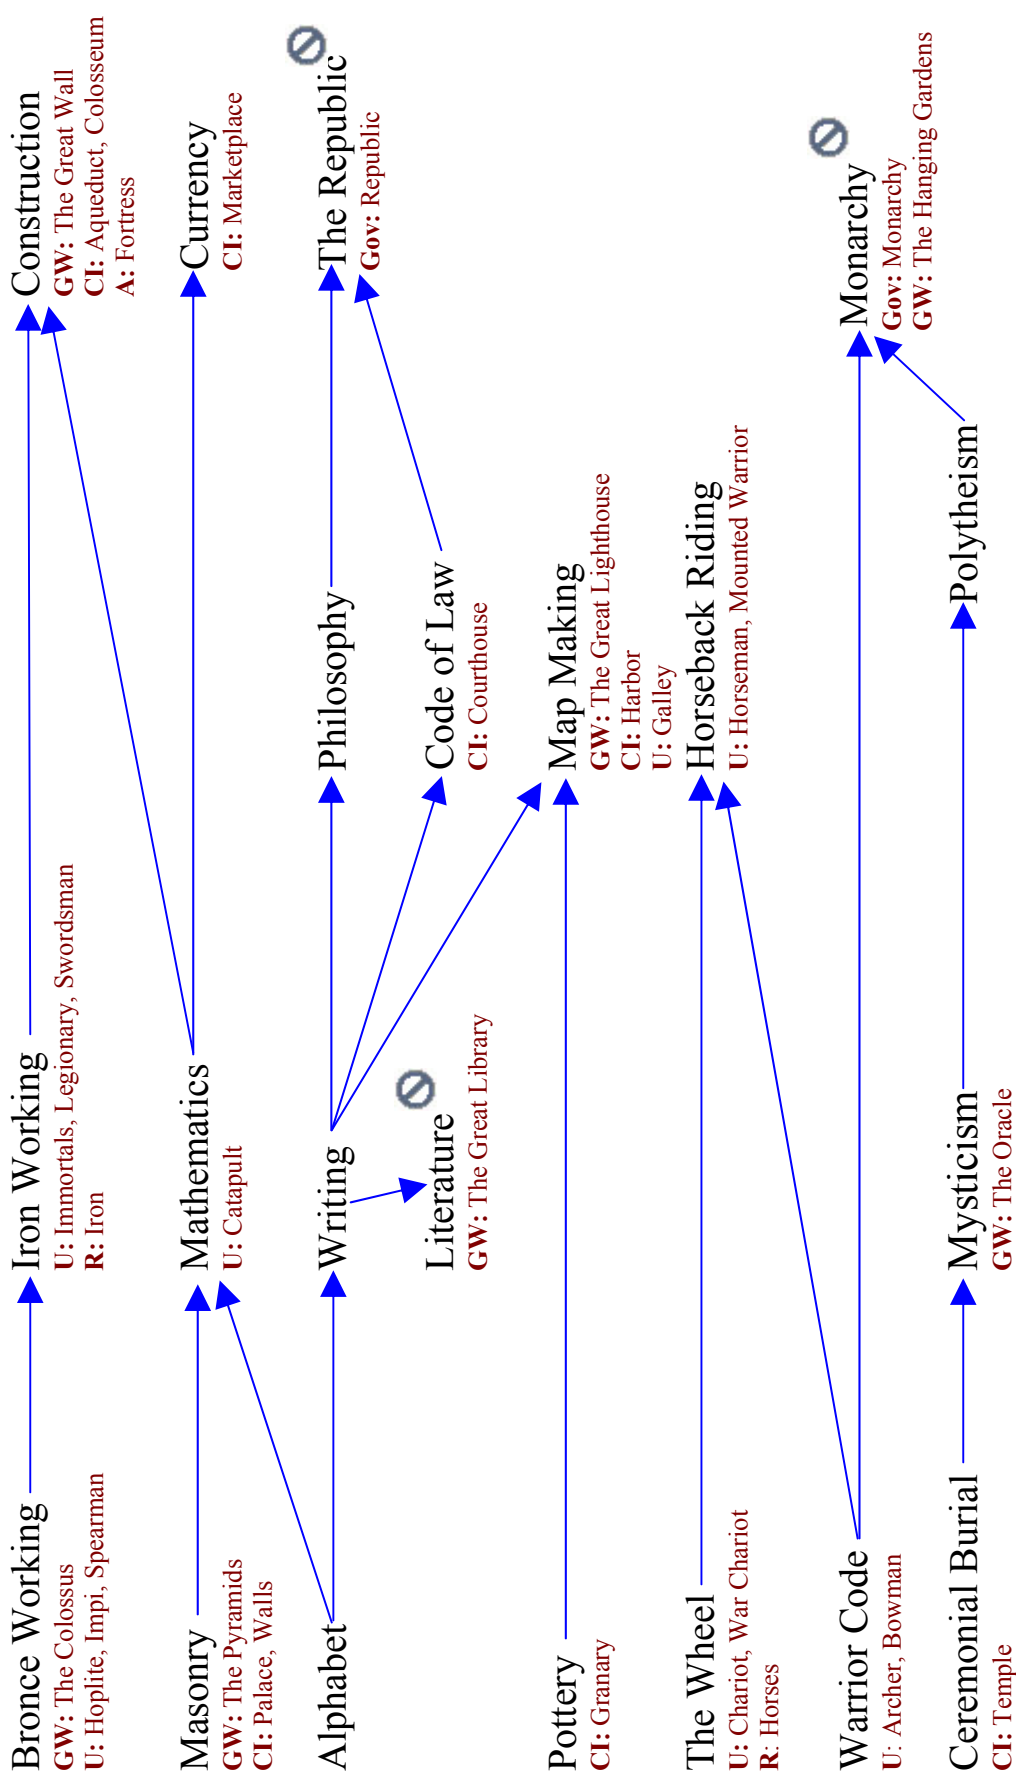 Bronce Working
GW: The Colossus
U: Hoplite, Impi, Spearman
Iron Working
U: Immortals, Legionary, Swordsman
R: Iron
Construction
GW: The Great Wall
CI: Aqueduct, Colosseum
A: Fortress
Masonry
GW: The Pyramids
CI: Palace, Walls
Mathematics
U: Catapult
Currency
CI: Marketplace
Alphabet
Writing
Philosophy
The Republic
Gov: Republic
Literature
GW: The Great Library
Code of Law
CI: Courthouse
Pottery
CI: Granary
Map Making
GW: The Great Lighthouse
CI: Harbor
U: Galley
The Wheel
U: Chariot, War Chariot
R: Horses
Horseback Riding
U: Horseman, Mounted Warrior
Warrior Code
U: Archer, Bowman
Monarchy
Gov: Monarchy
GW: The Hanging Gardens
Ceremonial Burial
CI: Temple
Mysticism
GW: The Oracle
Polytheism